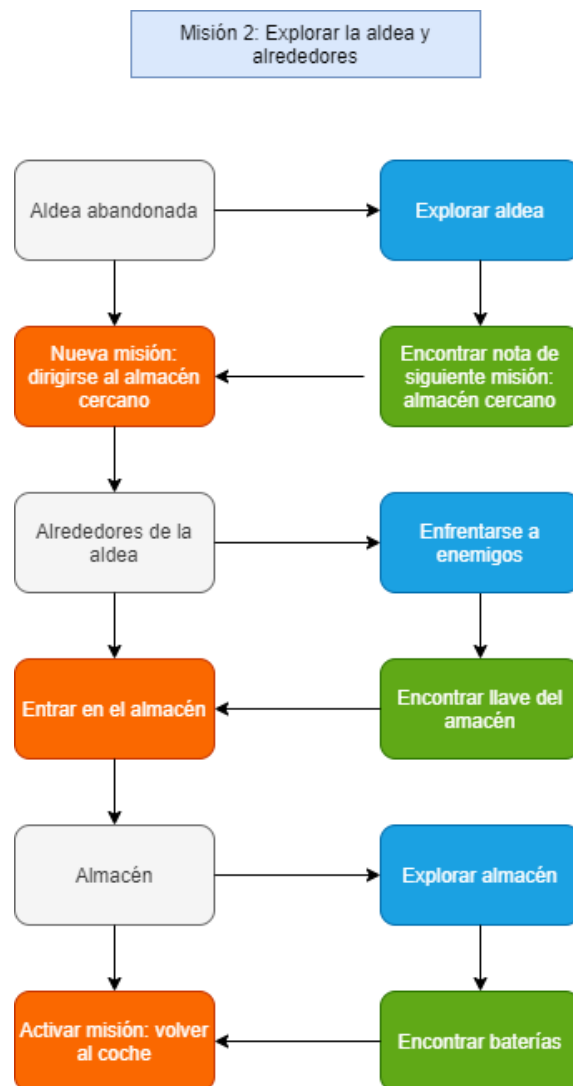 Misión 2: Explorar la aldea y
alrededores
Aldea abandonada
Explorar aldea
Nueva misión:
dirigirse al almacén
cercano
Encontrar nota de
siguiente misión:
almacén cercano
Alrededores de la
aldea
Enfrentarse a
enemigos
Entrar en el almacén
Encontrar llave del
amacén
Almacén
Explorar almacén
Activar misión: volver
al coche
Encontrar baterías